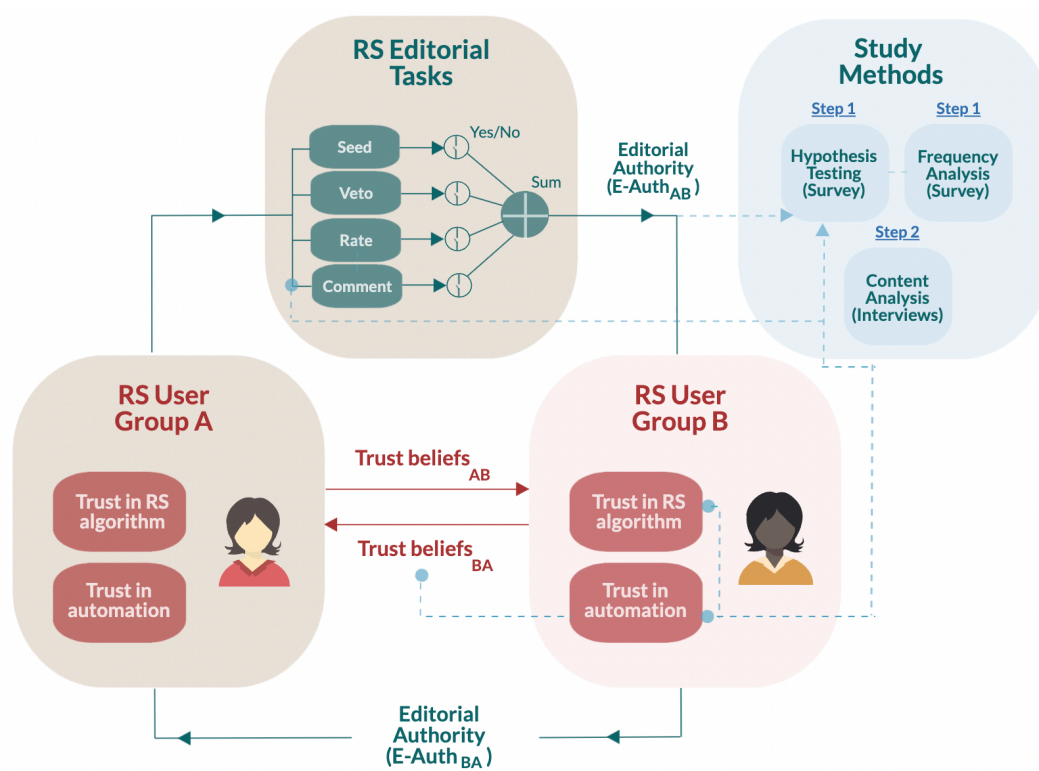 RS Editorial
Tasks
Seed
Veto
Rate
Comment
Yes/No
Sum
Editorial
Authority
(E-Auth AB )
Study
Methods
Step 1
Hypothesis
Testing
(Survey)
Step 1
Frequency
Analysis
(Survey)
Step 2
Content
Analysis
(Interviews)
RS User
Group A
Trust in RS
algorithm
Trust in
automation
Trust beliefs AB
Trust beliefs BA
RS User
Group B
Trust in RS
algorithm
Trust in
automation
Editorial
Authority
(E-Auth BA )